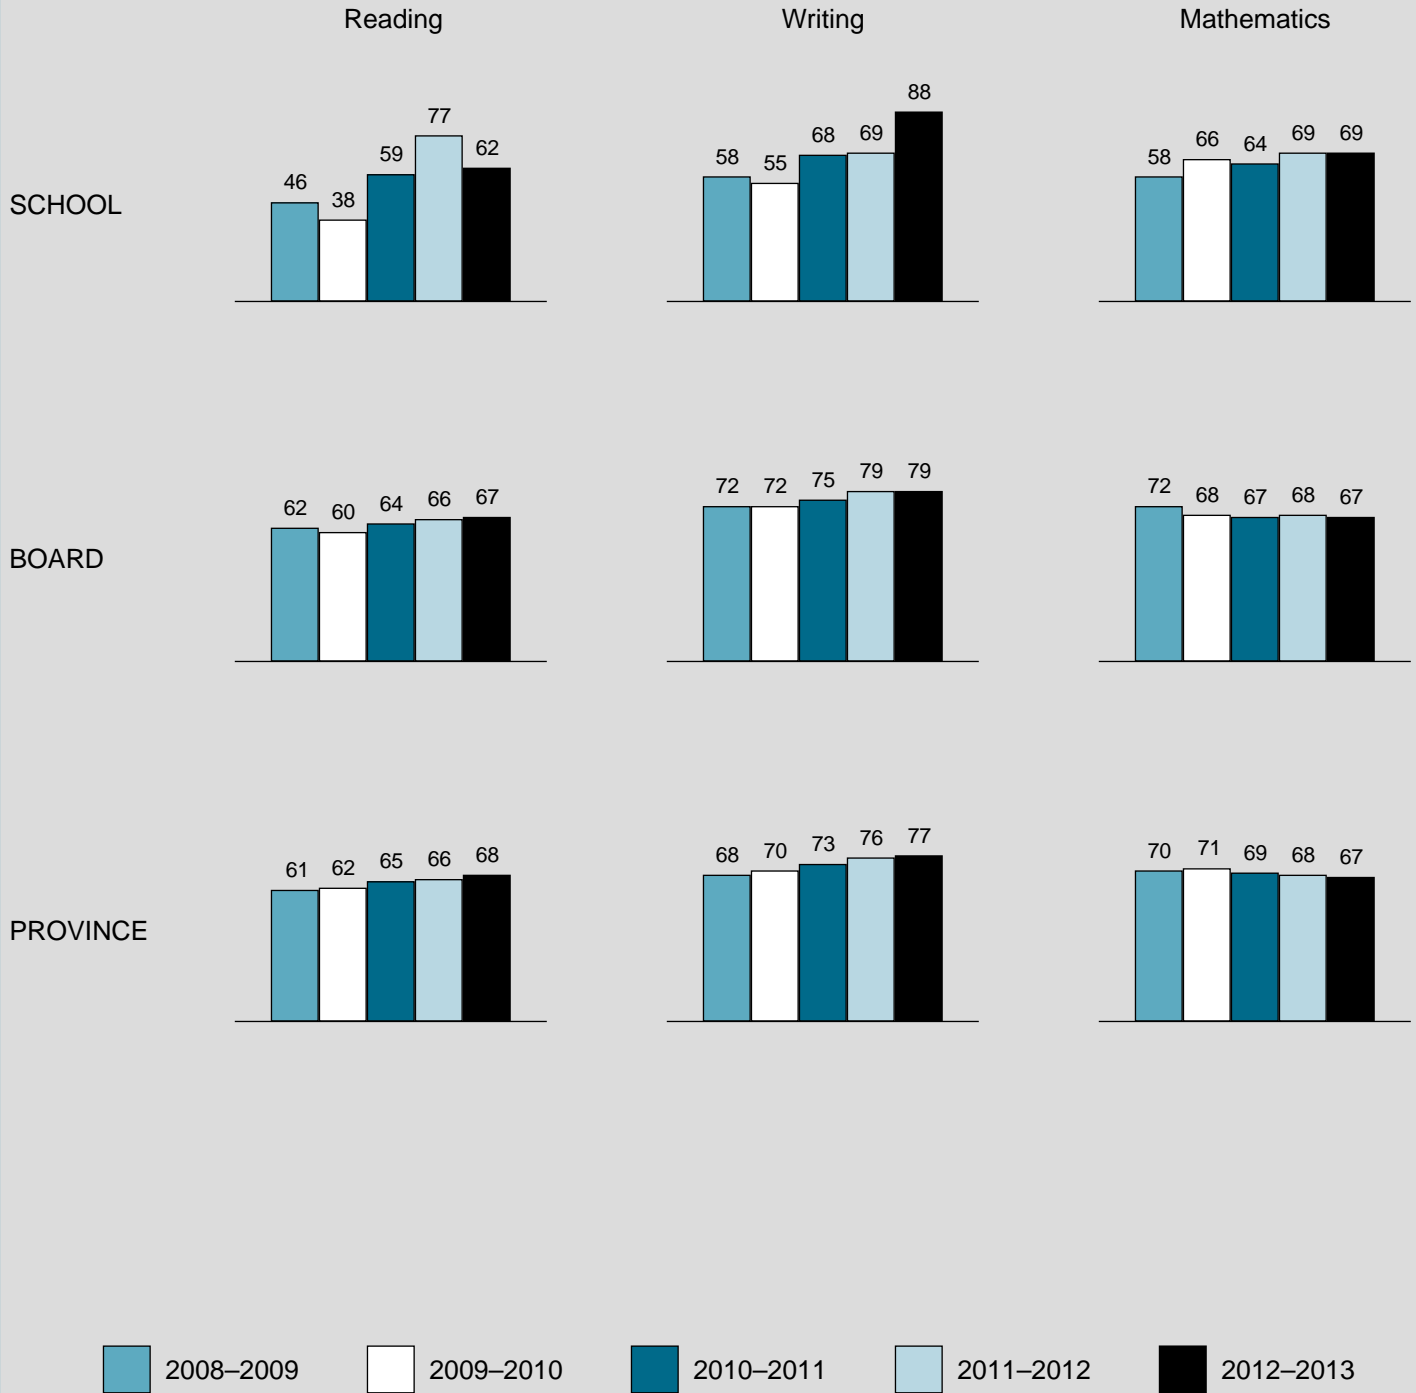 Reading Writing Mathematics
SCHOOL
46 38 59 77 62
58 55 68 69 88
58 66 64 69 69
BOARD
62 60 64 66 67
72 72 75 79 79
72 68 67 68 67
PROVINCE
61 62 65 66 68
68 70 73 76 77
70 71 69 68 67
2008–2009 2009–2010 2010–2011 2011–2012 2012–2013